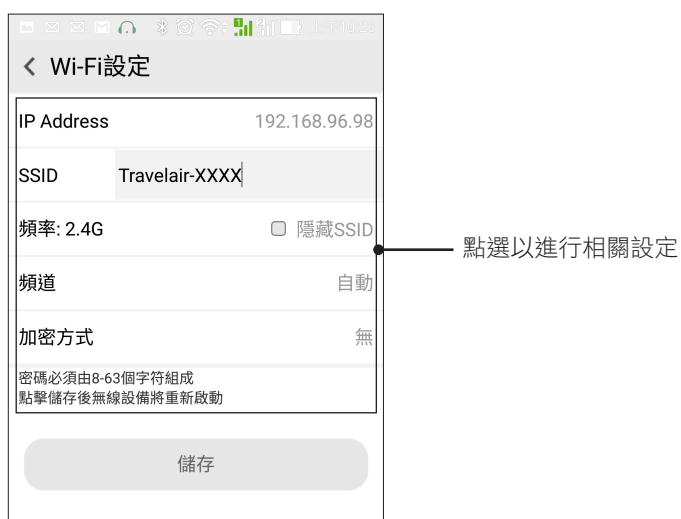 Wi-Fi設定
IP Address 192.168.96.98
SSID Travelair-XXXX
頻率: 2.4G 隱藏SSID
點選以進行相關設定
頻道 自動
加密方式 無
密碼必須由8-63個字符組成
點擊儲存後無線設備將重新啟動
儲存